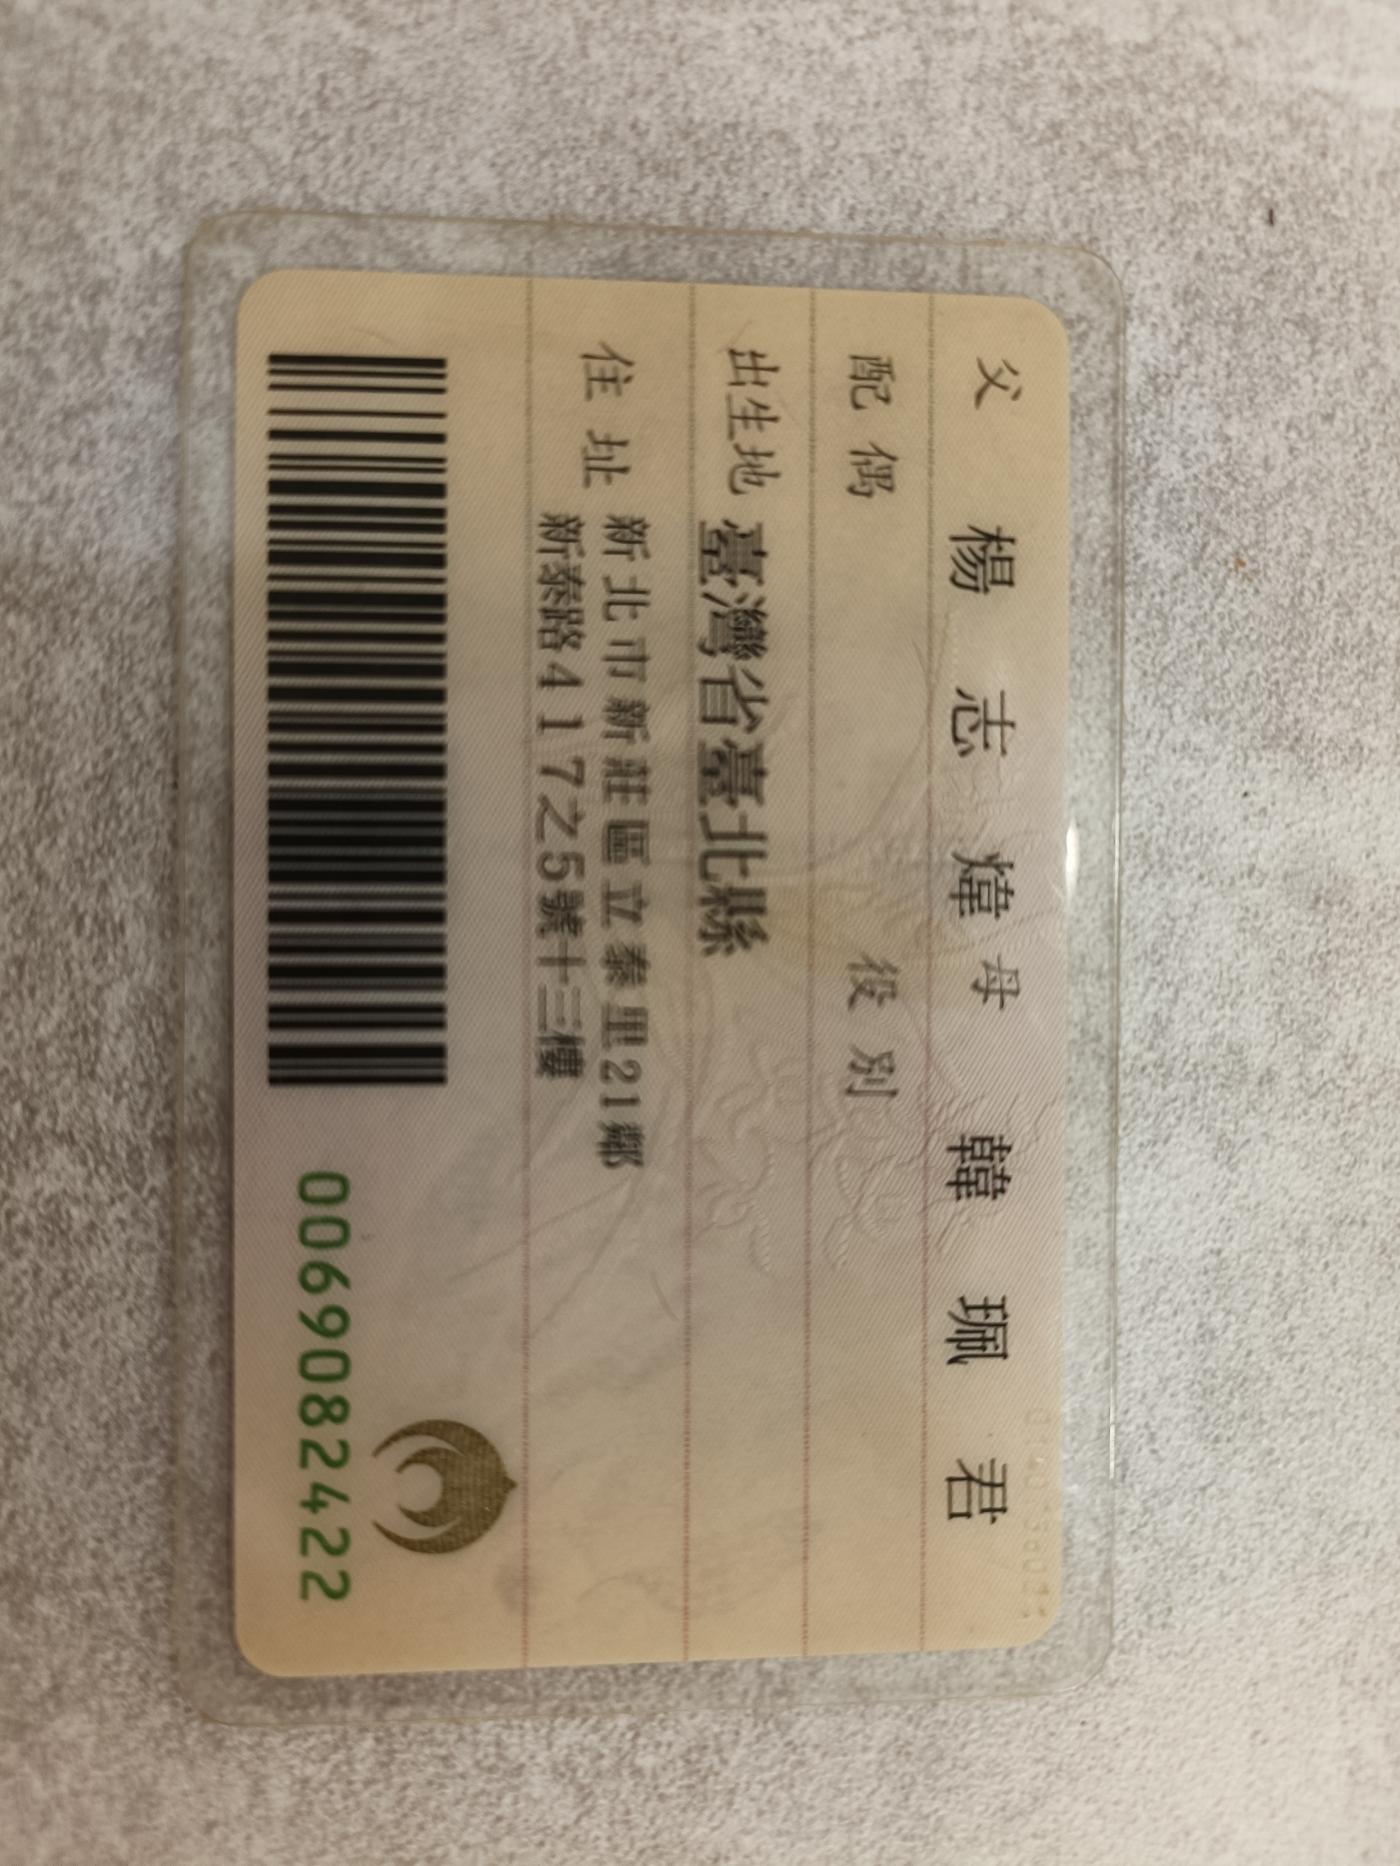 父 楊志煒 母 韓珮君
配偶 役別
出生地 臺灣省臺北縣
住址 新北市新莊區立泰里21鄰
新泰路417之5號十三樓
0069082422